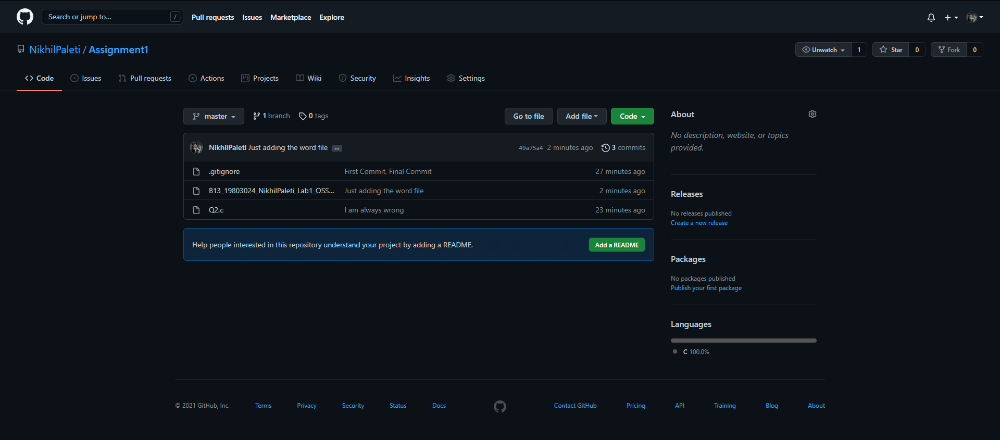 Search or jump to... /
Pull requests Issues Marketplace Explore
NikhilPaleti / Assignment1
Unwatch 1 Star 0 Fork 0
Code Issues Pull requests Actions Projects Wiki Security Insights Settings
master 1 branch 0 tags Go to file Add file Code
NikhilPaleti Just adding the word file ... 49a75a4 2 minutes ago 3 commits
.gitignore First Commit, Final Commit 27 minutes ago
B13_19803024_NikhilPaleti_Lab1_OSS... Just adding the word file 2 minutes ago
Q2.c I am always wrong 23 minutes ago
Help people interested in this repository understand your project by adding a README. Add a README
About
No description, website, or topics
provided.
Releases
No releases published
Create a new release
Packages
No packages published
Publish your first package
Languages
C 100.0%
© 2021 GitHub, Inc. Terms Privacy Security Status Docs Contact GitHub Pricing API Training Blog About